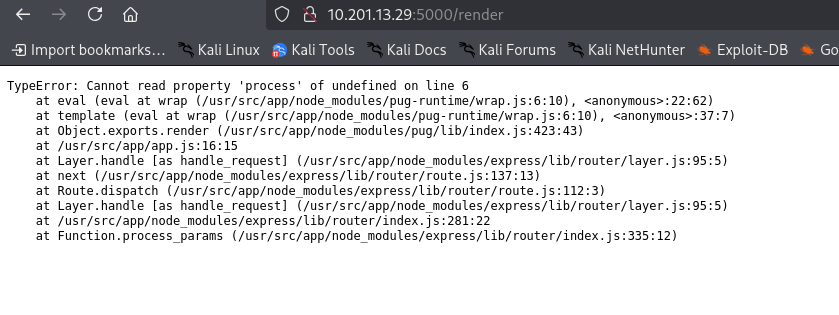 10.201.13.29:5000/render
Import bookmarks... Kali Linux Kali Tools Kali Docs Kali Forums Kali NetHunter Exploit-DB Go
TypeError: Cannot read property 'process' of undefined on line 6
at eval (eval at wrap (/usr/src/app/node_modules/pug-runtime/wrap.js:6:10), <anonymous>:22:62)
at template (eval at wrap (/usr/src/app/node_modules/pug-runtime/wrap.js:6:10), <anonymous>:37:7)
at Object.exports.render (/usr/src/app/node_modules/pug/lib/index.js:423:43)
at /usr/src/app/app.js:16:15
at Layer.handle [as handle_request] (/usr/src/app/node_modules/express/lib/router/layer.js:95:5)
at next (/usr/src/app/node_modules/express/lib/router/route.js:137:13)
at Route.dispatch (/usr/src/app/node_modules/express/lib/router/route.js:112:3)
at Layer.handle [as handle_request] (/usr/src/app/node_modules/express/lib/router/layer.js:95:5)
at /usr/src/app/node_modules/express/lib/router/index.js:281:22
at Function.process_params (/usr/src/app/node_modules/express/lib/router/index.js:335:12)